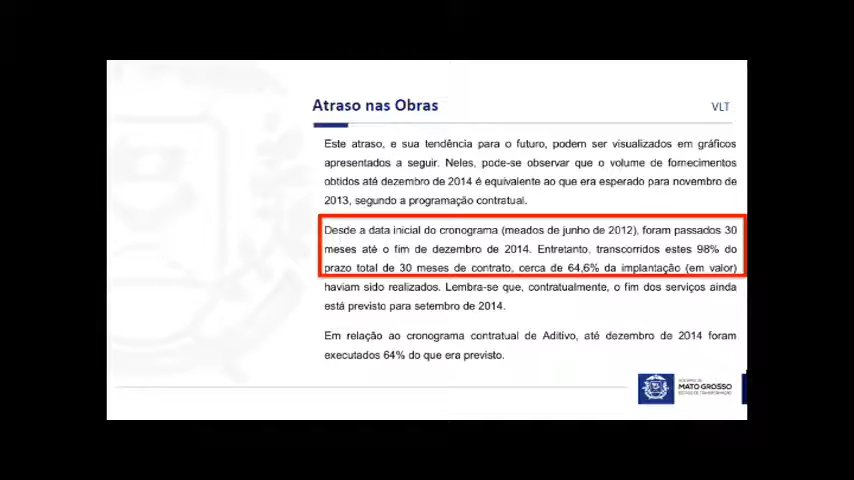 Atraso nas Obras
VLT
Este atraso, e sua tendência para o futuro, podem ser visualizados em gráficos
apresentados a seguir. Neles, pode-se observar que o volume de fornecimentos
obtidos até dezembro de 2014 é equivalente ao que era esperado para novembro de
2013, segundo a programação contratual.
Desde a data inicial do cronograma (meados de junho de 2012), foram passados 30
meses até o fim de dezembro de 2014. Entretanto, transcorridos estes 98% do
prazo total de 30 meses de contrato, cerca de 64,6% da implantação (em valor)
haviam sido realizados. Lembra-se que, contratualmente, o fim dos serviços ainda
está previsto para setembro de 2014.
Em relação ao cronograma contratual de Aditivo, até dezembro de 2014 foram
executados 64% do que era previsto.
GOVERNO DE
MATO GROSSO
ESTADO DE TRANSFORMAÇÃO